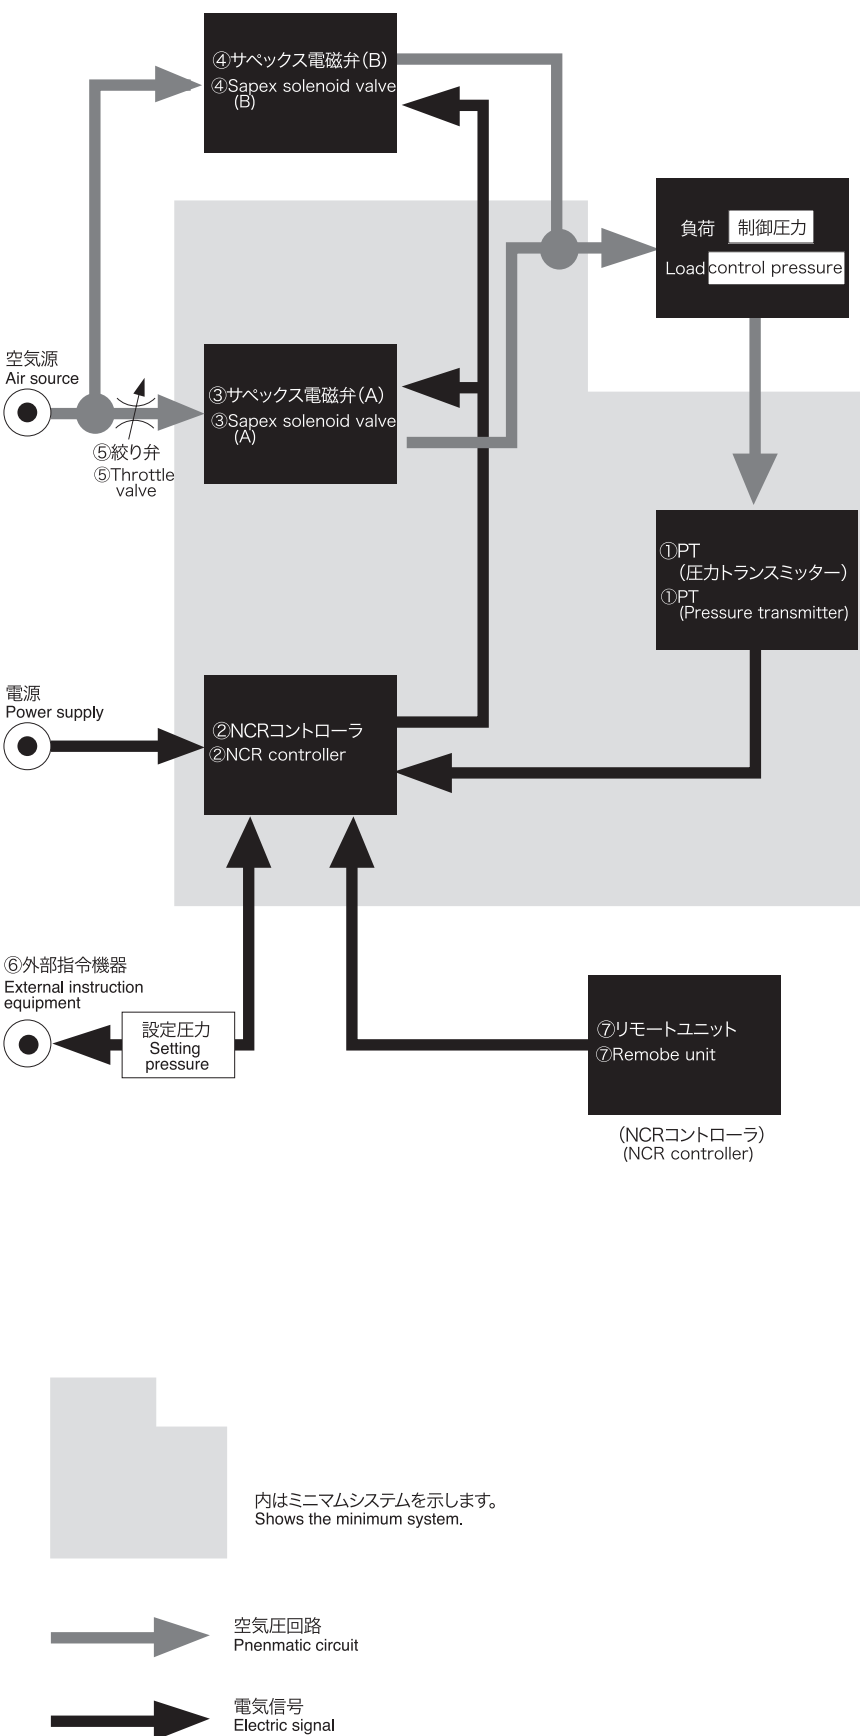 ④サペックス電磁弁(B)
④Sapex solenoid valve
(B)
負荷 制御圧力
Load control pressure
空気源
Air source
③サペックス電磁弁(A)
③Sapex solenoid valve
(A)
⑤絞り弁
⑤Throttle
valve
①PT
(圧力トランスミッター)
①PT
(Pressure transmitter)
電源
Power supply
②NCRコントローラ
②NCR controller
⑥外部指令機器
External instruction
equipment
設定圧力
Setting
pressure
⑦リモートユニット
⑦Remobe unit
(NCRコントローラ)
(NCR controller)
内はミニマムシステムを示します。
Shows the minimum system.
空気圧回路
Pnenmatic circuit
電気信号
Electric signal